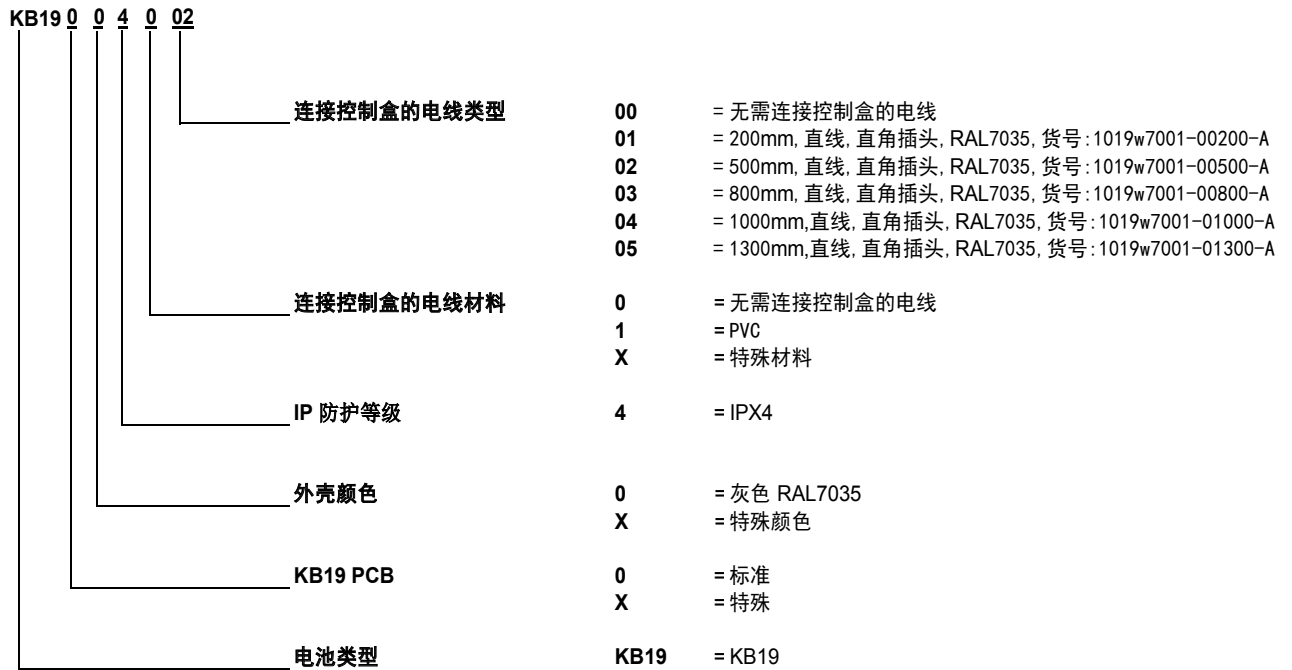 KB19 0 0 4 0 02
连接控制盒的电线类型 00 = 无需连接控制盒的电线
01 = 200mm, 直线, 直角插头, RAL7035, 货号:1019w7001-00200-A
02 = 500mm, 直线, 直角插头, RAL7035, 货号:1019w7001-00500-A
03 = 800mm, 直线, 直角插头, RAL7035, 货号:1019w7001-00800-A
04 = 1000mm,直线, 直角插头, RAL7035, 货号:1019w7001-01000-A
05 = 1300mm,直线, 直角插头, RAL7035, 货号:1019w7001-01300-A
连接控制盒的电线材料 0 = 无需连接控制盒的电线
1 = PVC
X = 特殊材料
IP 防护等级 4 = IPX4
外壳颜色 0 = 灰色 RAL7035
X = 特殊颜色
KB19 PCB 0 = 标准
X = 特殊
电池类型 KB19 = KB19